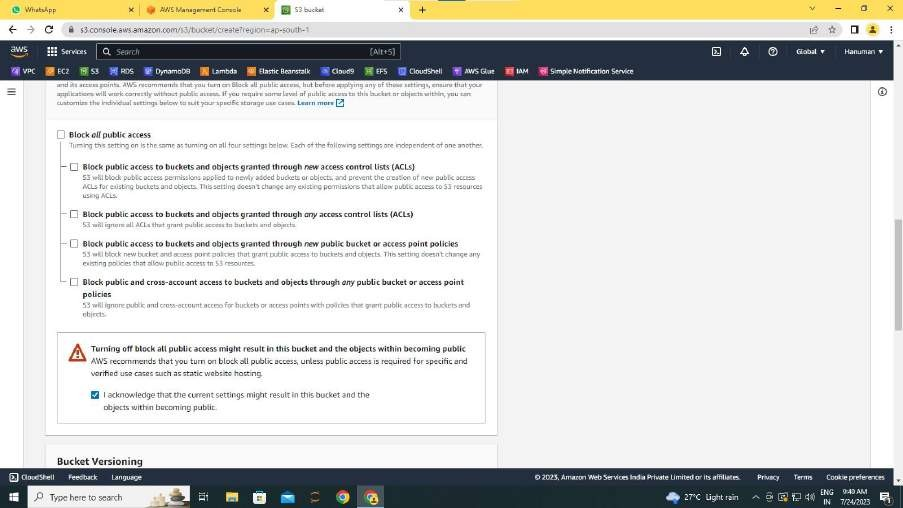 WhatsApp
AWS Management Console
S3 bucket
s3.console.aws.amazon.com/s3/bucket/create?region=ap-south-1
aws
Services
Search
[Alt+S]
Global
Hanuman
VPC
EC2
S3
RDS
DynamoDB
Lambda
Elastic Beanstalk
Cloud9
EFS
CloudShell
AWS Glue
IAM
Simple Notification Service
and its access points. AWS recommends that you turn on Block all public access, but before applying any of these settings, ensure that your
applications will work correctly without public access. If you require some level of public access to this bucket or objects within, you can
customize the individual settings below to suit your specific storage use cases. Learn more
Block all public access
Turning this setting on is the same as turning on all four settings below. Each of the following settings are independent of one another.
Block public access to buckets and objects granted through new access control lists (ACLs)
S3 will block public access permissions applied to newly added buckets or objects, and prevent the creation of new public access
ACLs for existing buckets and objects. This setting doesn't change any existing permissions that allow public access to S3 resources
using ACLs.
Block public access to buckets and objects granted through any access control lists (ACLs)
S3 will ignore all ACLs that grant public access to buckets and objects.
Block public access to buckets and objects granted through new public bucket or access point policies
S3 will block new bucket and access point policies that grant public access to buckets and objects. This setting doesn't change any
existing policies that allow public access to S3 resources.
Block public and cross-account access to buckets and objects through any public bucket or access point
policies
S3 will ignore public and cross-account access for buckets or access points with policies that grant public access to buckets and
objects.
Turning off block all public access might result in this bucket and the objects within becoming public
AWS recommends that you turn on block all public access, unless public access is required for specific and
verified use cases such as static website hosting.
I acknowledge that the current settings might result in this bucket and the
objects within becoming public.
Bucket Versioning
CloudShell
Feedback
Language
© 2023, Amazon Web Services India Private Limited or its affiliates.
Privacy
Terms
Cookie preferences
Type here to search
27°C Light rain
ENG
IN
9:40 AM
7/24/2023